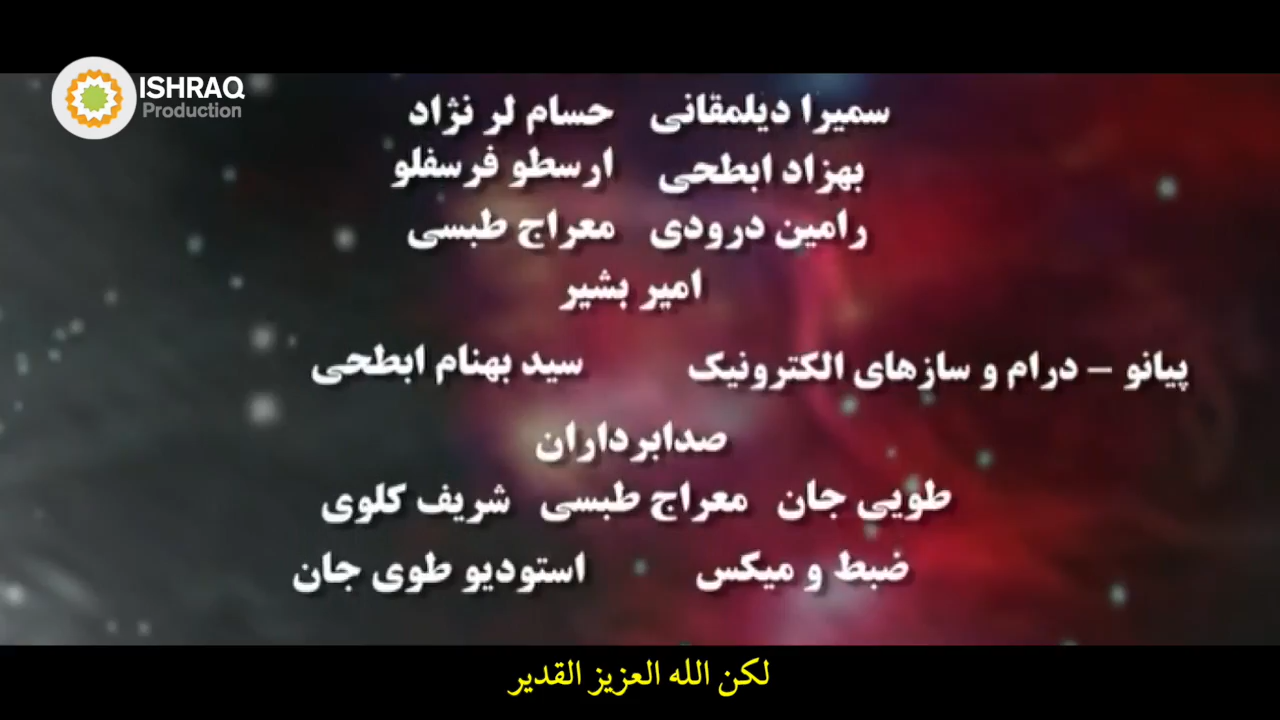 ISHRAQ
Production
سمیرا دیلمقانی حسام لر نژاد
بهزاد ابطحی ارسطو فرسفلو
رامین درودی معراج طبسی
امیر بشیر
پیانو – درام و سازهای الکترونیک سید بهنام ابطحی
صدابرداران
طویی جان معراج طبسی شریف کلوی
ضبط و میکس استودیو طوی جان
لكن الله العزيز القدير